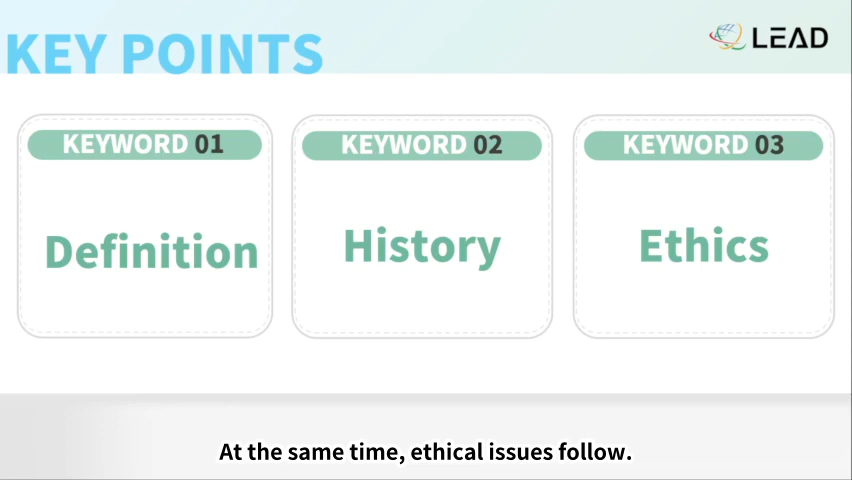 KEY POINTS
LEAD
KEYWORD 01
Definition
KEYWORD 02
History
KEYWORD 03
Ethics
At the same time, ethical issues follow.